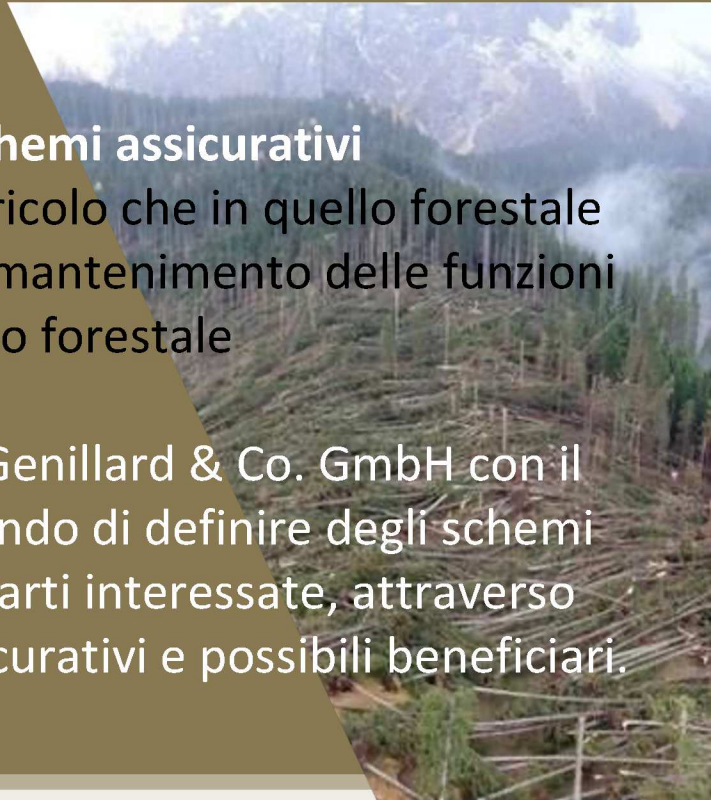 hemi assicurativi
ricolo che in quello forestale
mantenimento delle funzioni
o forestale
Genillard & Co. GmbH con il
ndo di definire degli schemi
arti interessate, attraverso
curativi e possibili beneficiari.